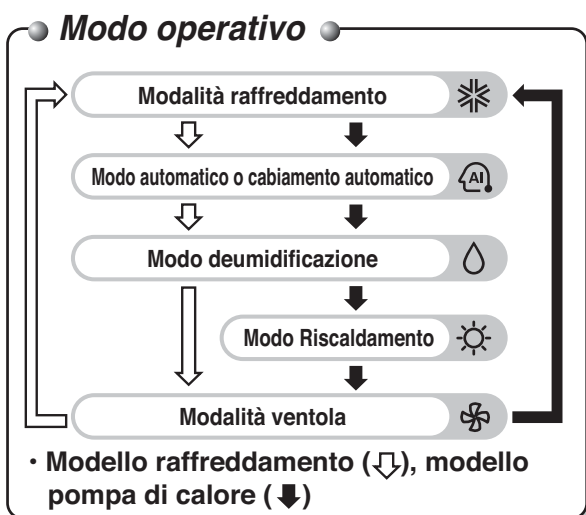 Modo operativo
Modalità raffreddamento
Modo automatico o cabiamento automatico
AI
Modo deumidificazione
Modo Riscaldamento
Modalità ventola
· Modello raffreddamento (⇩), modello
pompa di calore (⬇)